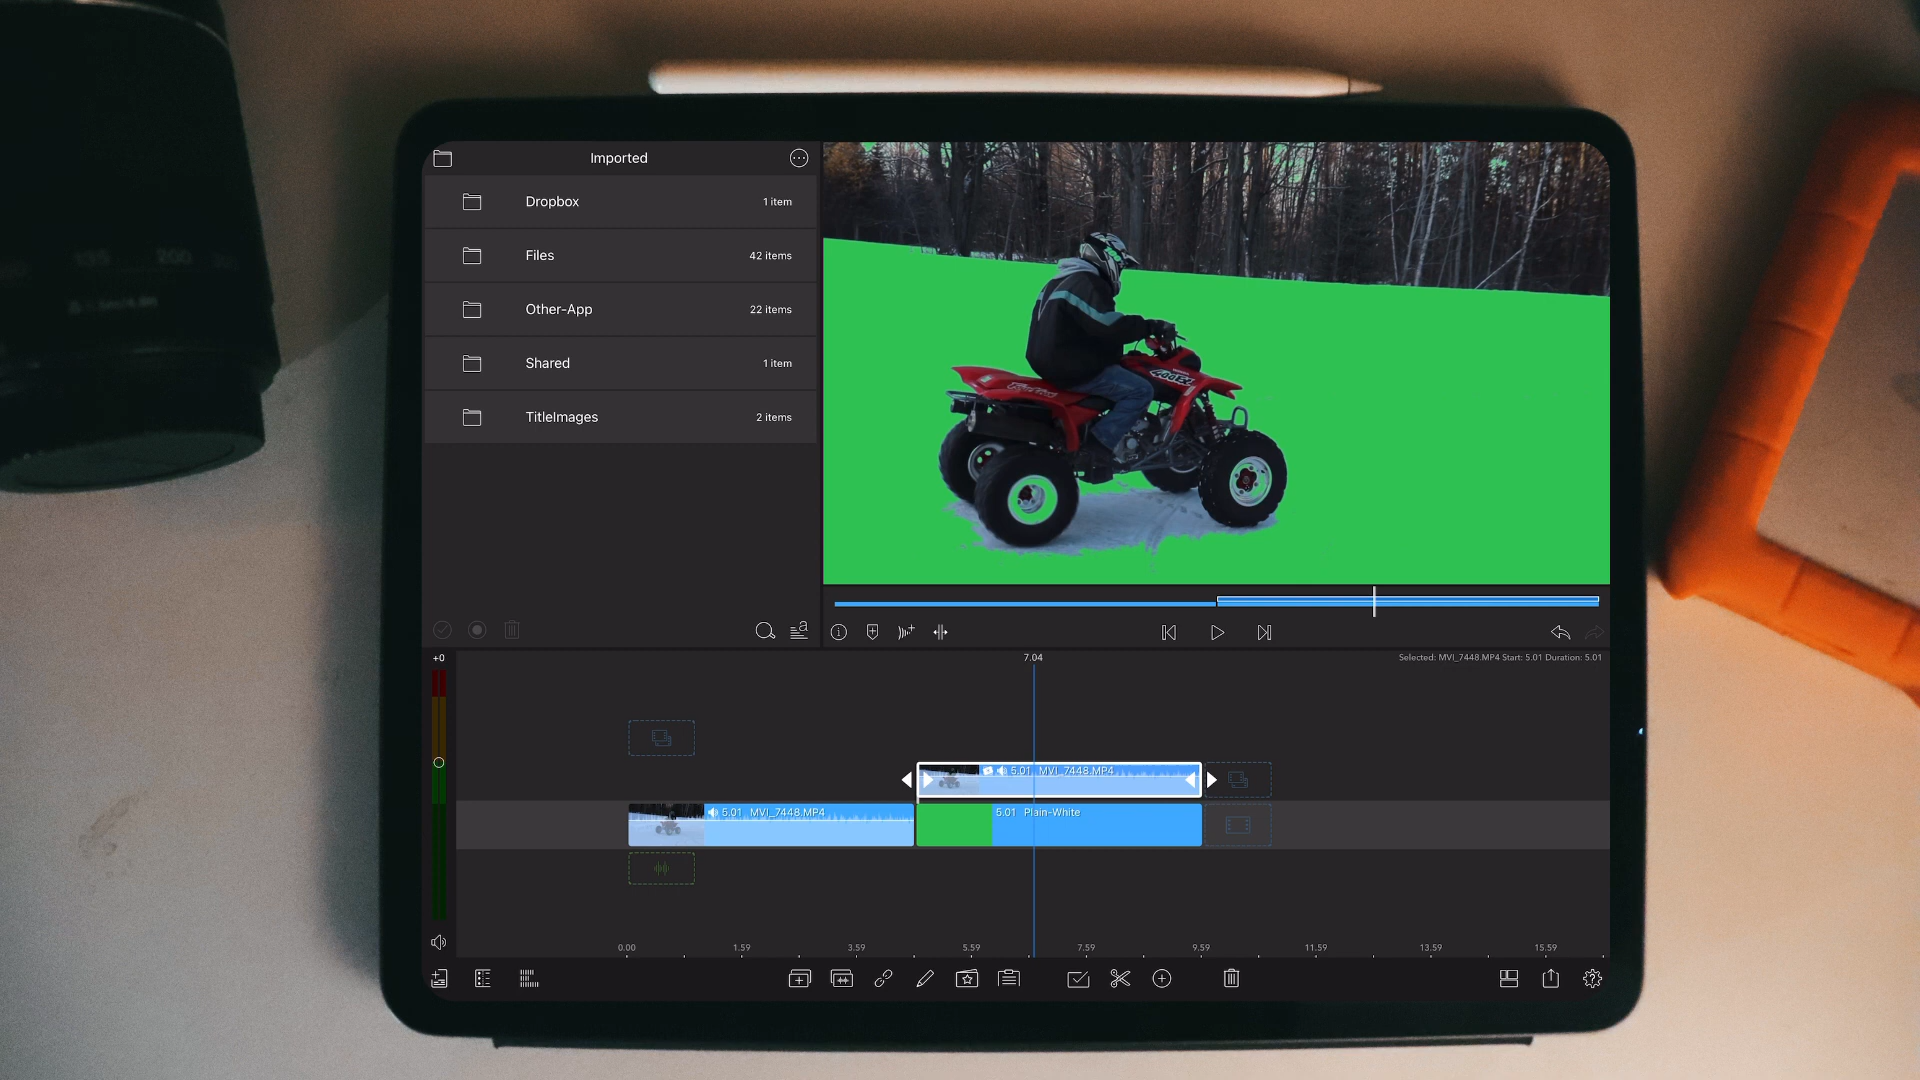 Imported
Dropbox 1 item
Files 42 items
Other-App 22 items
Shared 1 item
TitleImages 2 items
400EX
+0
7.04
Selected: MVI_7448.MP4 Start: 5.01 Duration: 5.01
5.01 MVI_7448.MP4
5.01 MVI_7448.MP4
5.01 Plain-White
0.00 1.59 3.59 5.59 7.59 9.59 11.59 13.59 15.59
135 200